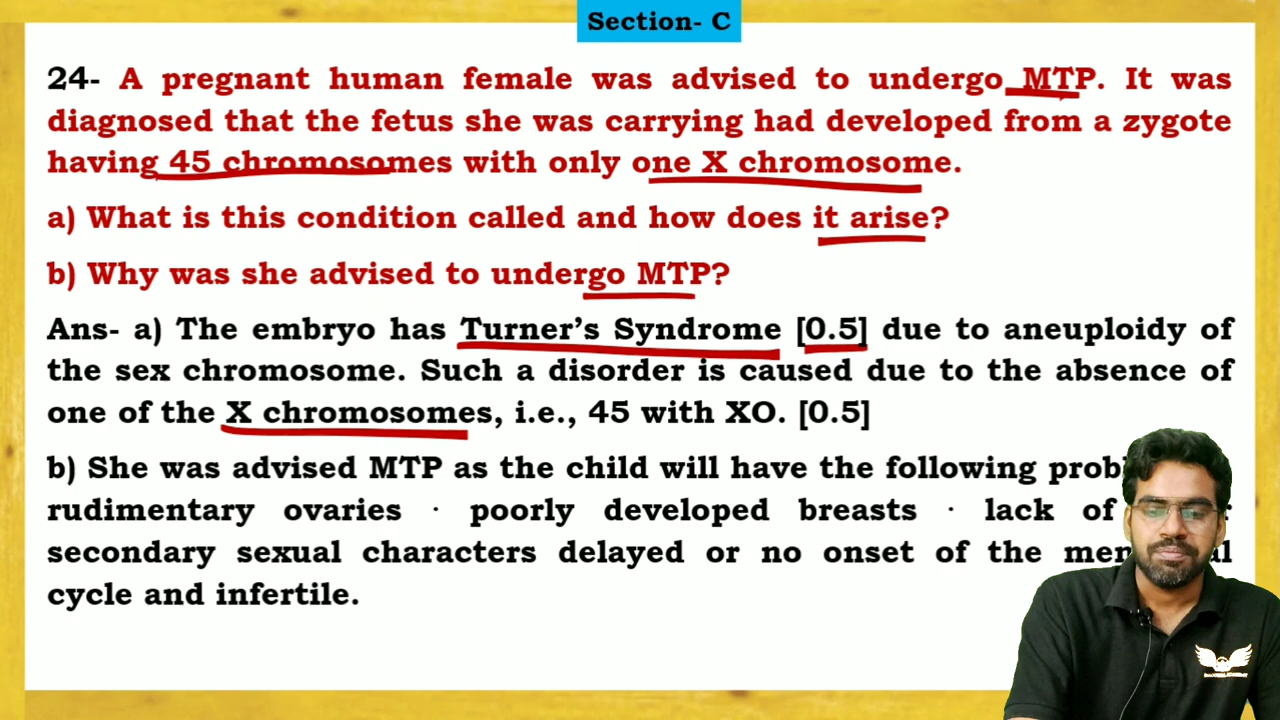 Section- C
24- A pregnant human female was advised to undergo MTP. It was
diagnosed that the fetus she was carrying had developed from a zygote
having 45 chromosomes with only one X chromosome.
a) What is this condition called and how does it arise?
b) Why was she advised to undergo MTP?
Ans- a) The embryo has Turner's Syndrome [0.5] due to aneuploidy of
the sex chromosome. Such a disorder is caused due to the absence of
one of the X chromosomes, i.e., 45 with XO. [0.5]
b) She was advised MTP as the child will have the following
rudimentary ovaries · poorly developed breasts · lack of
secondary sexual characters delayed or no onset of the
cycle and infertile.